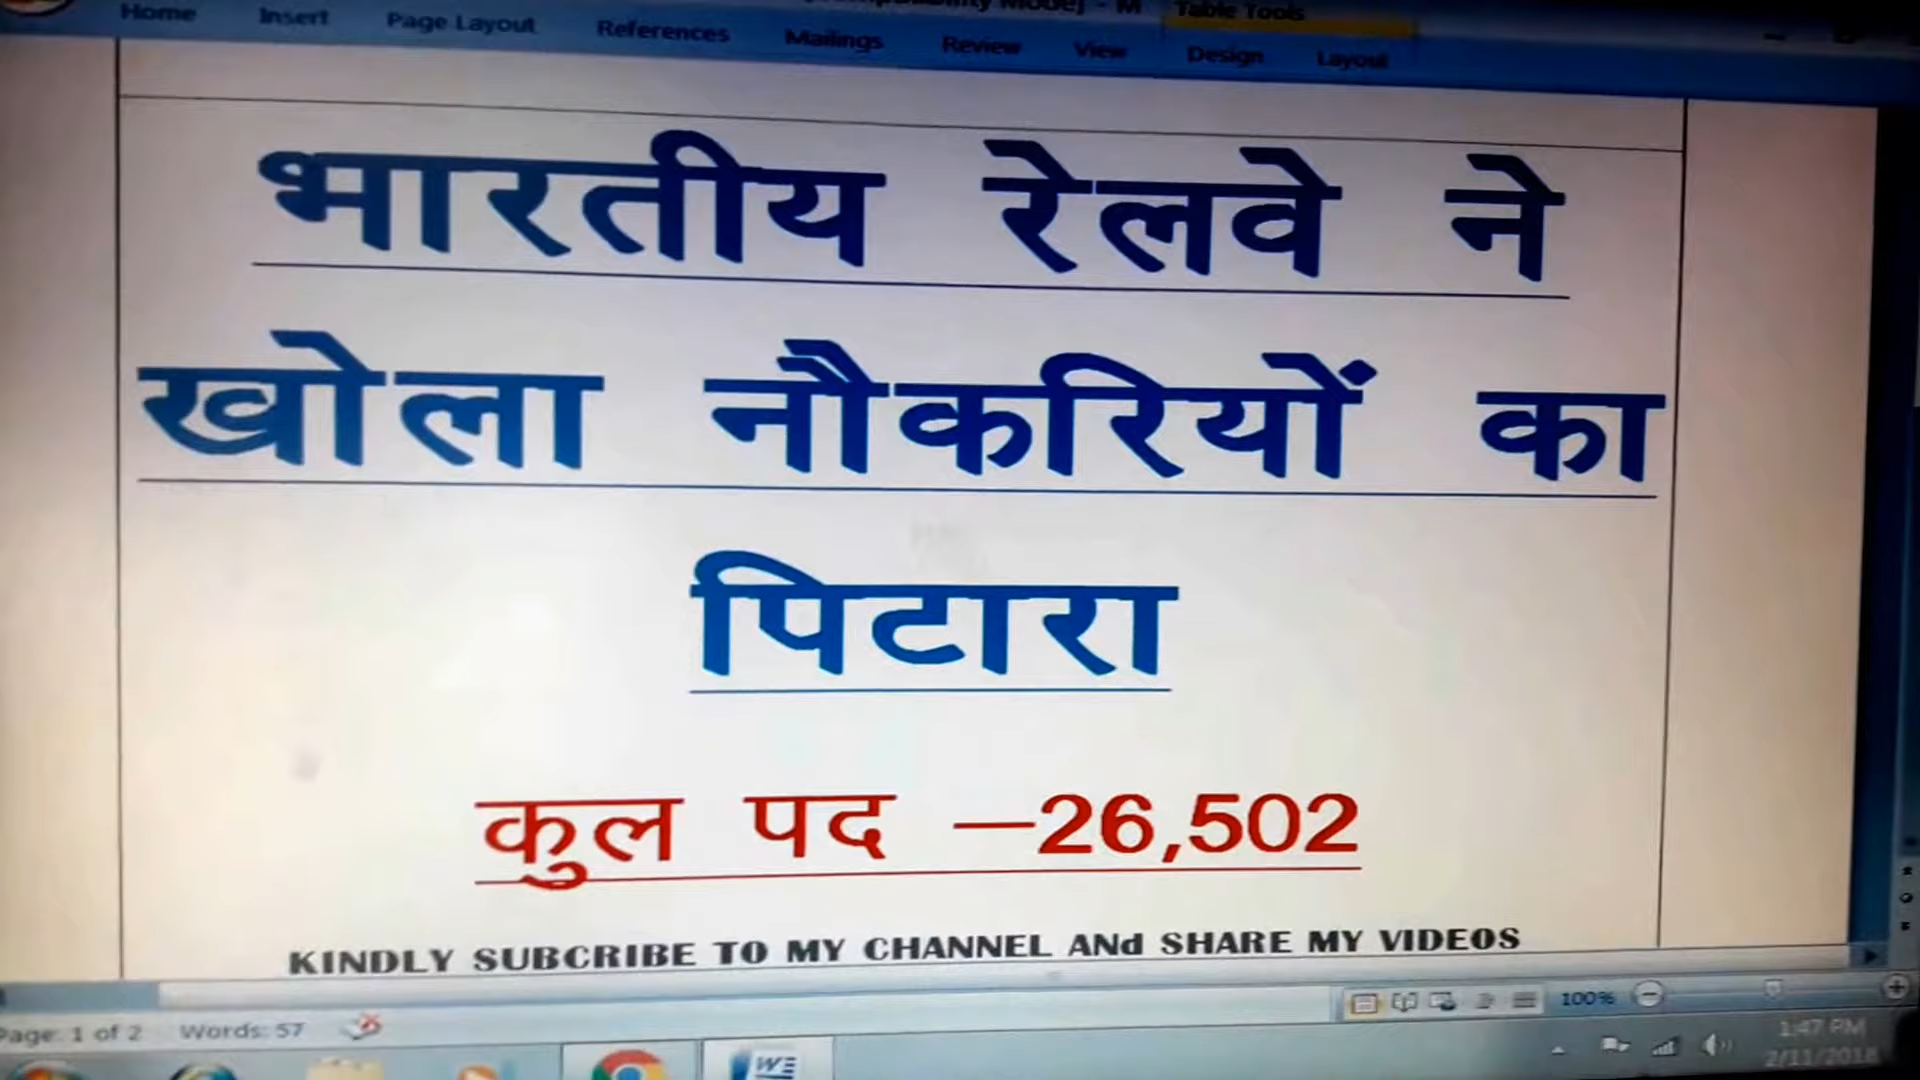 Table Tools
Home Insert Page Layout References Mailings Review View Design Layout
भारतीय रेलवे ने
खोला नौकरियों का
पिटारा
कुल पद –26,502
KINDLY SUBCRIBE TO MY CHANNEL ANd SHARE MY VIDEOS
100%
Page: 1 of 2 Words: 57
1:47 PM
2/11/2018